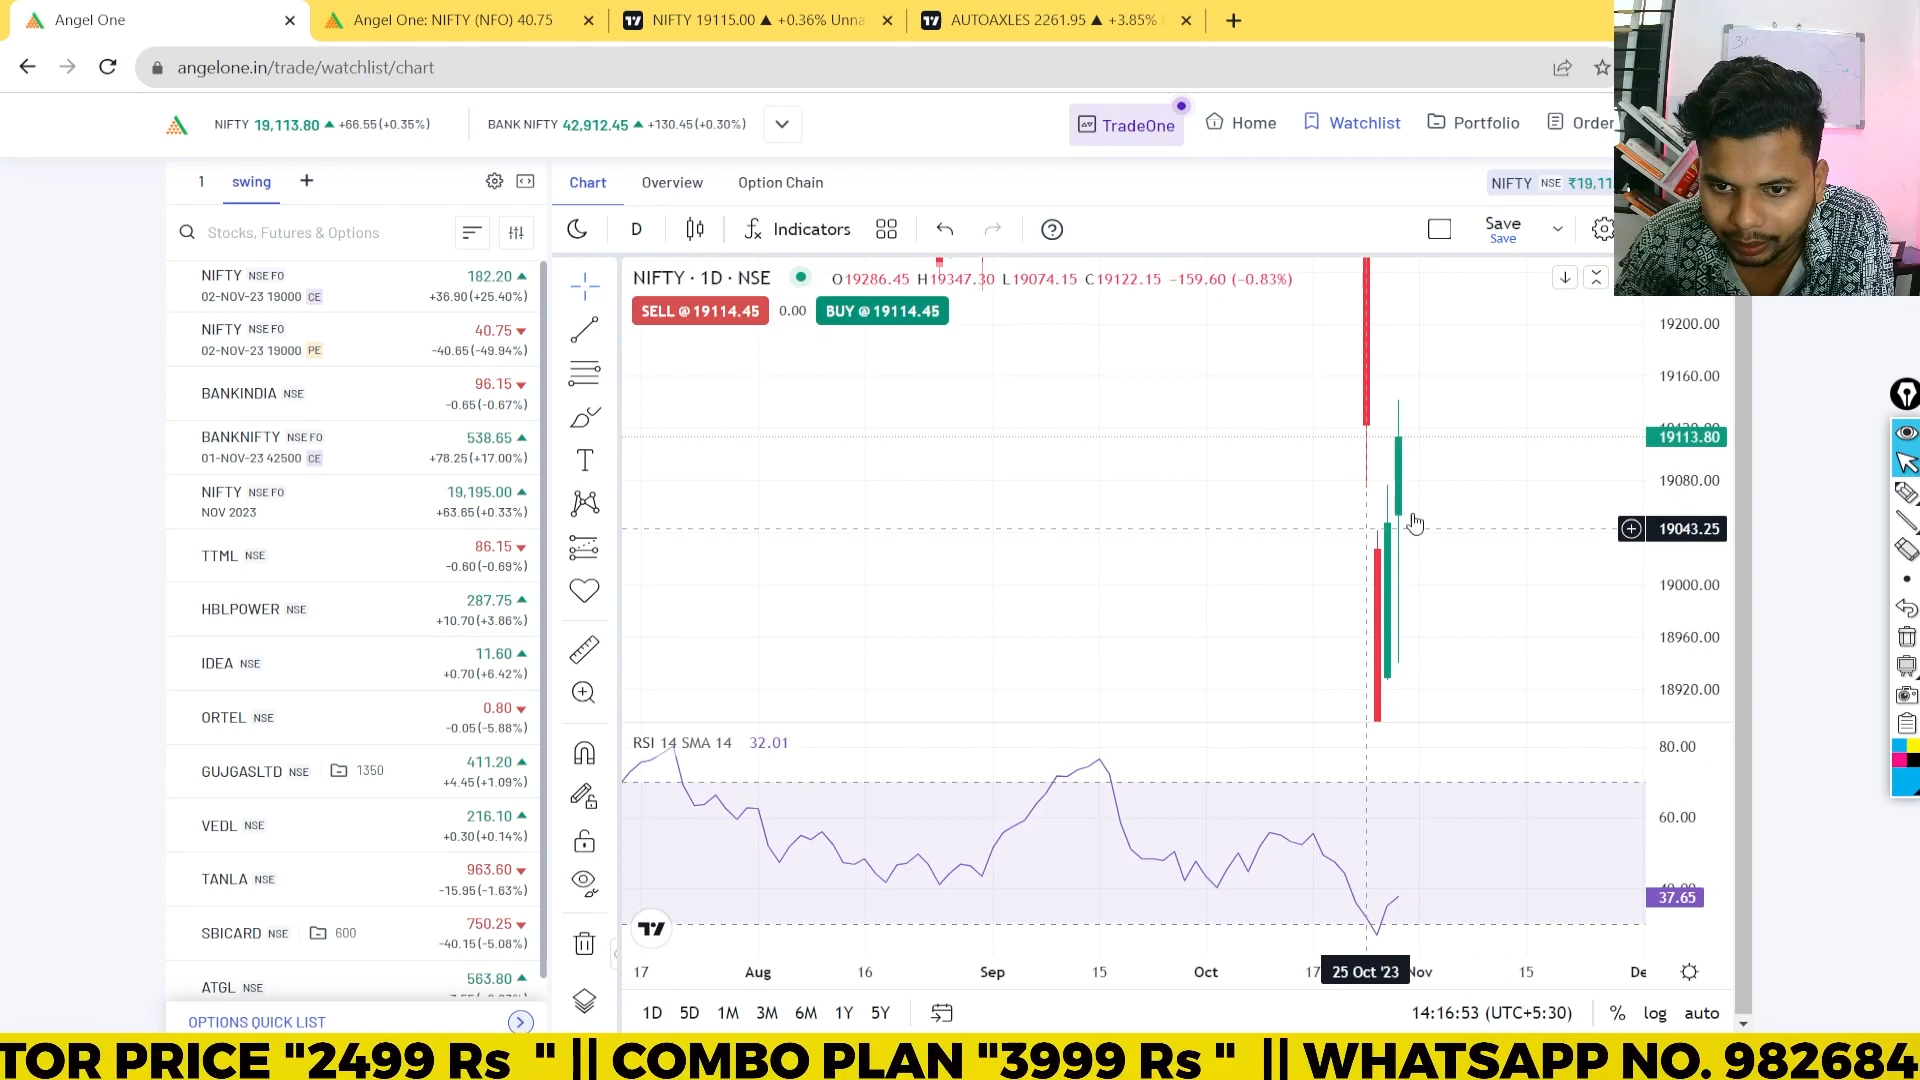 Angel One
Angel One: NIFTY (NFO) 40.75
NIFTY 19115.00 ▲ +0.36% Unna
AUTOAXLES 2261.95 ▲ +3.85%
angelone.in/trade/watchlist/chart
NIFTY 19,113.80 ▲ +66.55(+0.35%)
BANK NIFTY 42,912.45 ▲ +130.45(+0.30%)
TradeOne
Home
Watchlist
Portfolio
Order
1 swing +
Chart Overview Option Chain
NIFTY NSE ₹19,11
Stocks, Futures & Options
D
Indicators
Save
Save
NIFTY NSE FO 182.20
02-NOV-23 19000 CE +36.90(+25.40%)
NIFTY NSE FO 40.75
02-NOV-23 19000 PE -40.65(-49.94%)
BANKINDIA NSE 96.15
-0.65(-0.67%)
BANKNIFTY NSE FO 538.65
01-NOV-23 42500 CE +78.25(+17.00%)
NIFTY NSE FO 19,195.00
NOV 2023 +63.65(+0.33%)
TTML NSE 86.15
-0.60(-0.69%)
HBLPOWER NSE 287.75
+10.70(+3.86%)
IDEA NSE 11.60
+0.70(+6.42%)
ORTEL NSE 0.80
-0.05(-5.88%)
GUJGASLTD NSE 1350 411.20
+4.45(+1.09%)
VEDL NSE 216.10
+0.30(+0.14%)
TANLA NSE 963.60
-15.95(-1.63%)
SBICARD NSE 600 750.25
-40.15(-5.08%)
ATGL NSE 563.80
OPTIONS QUICK LIST
NIFTY · 1D · NSE O19286.45 H19347.30 L19074.15 C19122.15 −159.60 (−0.83%)
SELL @ 19114.45 0.00 BUY @ 19114.45
19200.00
19160.00
19113.80
19080.00
19043.25
19000.00
18960.00
18920.00
RSI 14 SMA 14 32.01
80.00
60.00
37.65
17 Aug 16 Sep 15 Oct 17 25 Oct '23 Nov 15 De
1D 5D 1M 3M 6M 1Y 5Y
14:16:53 (UTC+5:30) % log auto
TOR PRICE "2499 Rs " || COMBO PLAN "3999 Rs " || WHATSAPP NO. 982684